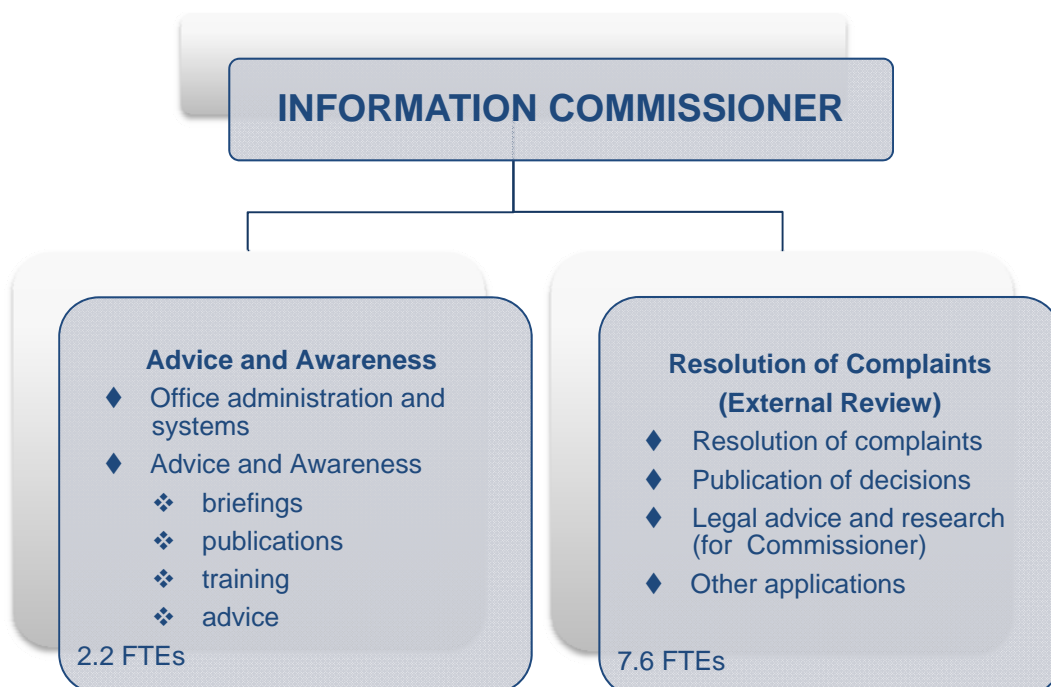 INFORMATION COMMISSIONER
Advice and Awareness
♦ Office administration and
systems
♦ Advice and Awareness
❖ briefings
❖ publications
❖ training
❖ advice
2.2 FTEs
Resolution of Complaints
(External Review)
♦ Resolution of complaints
♦ Publication of decisions
♦ Legal advice and research
(for Commissioner)
♦ Other applications
7.6 FTEs